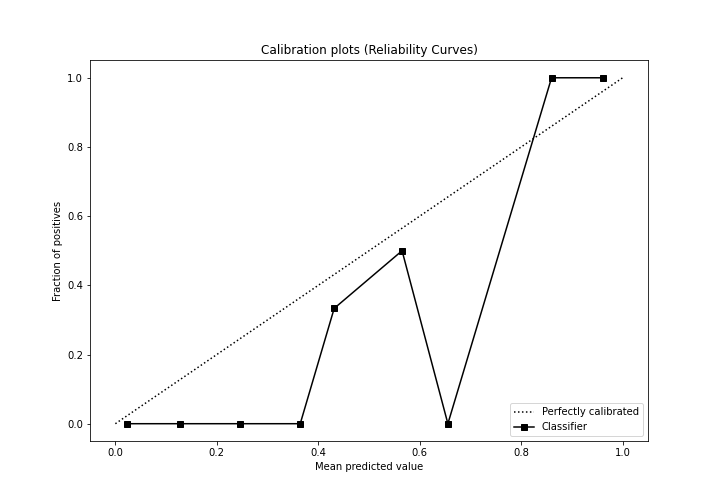 Calibration plots (Reliability Curves)
1.0
0.8
0.6
0.4
0.2
0.0
Fraction of positives
0.0 0.2 0.4 0.6 0.8 1.0
Mean predicted value
Perfectly calibrated
Classifier